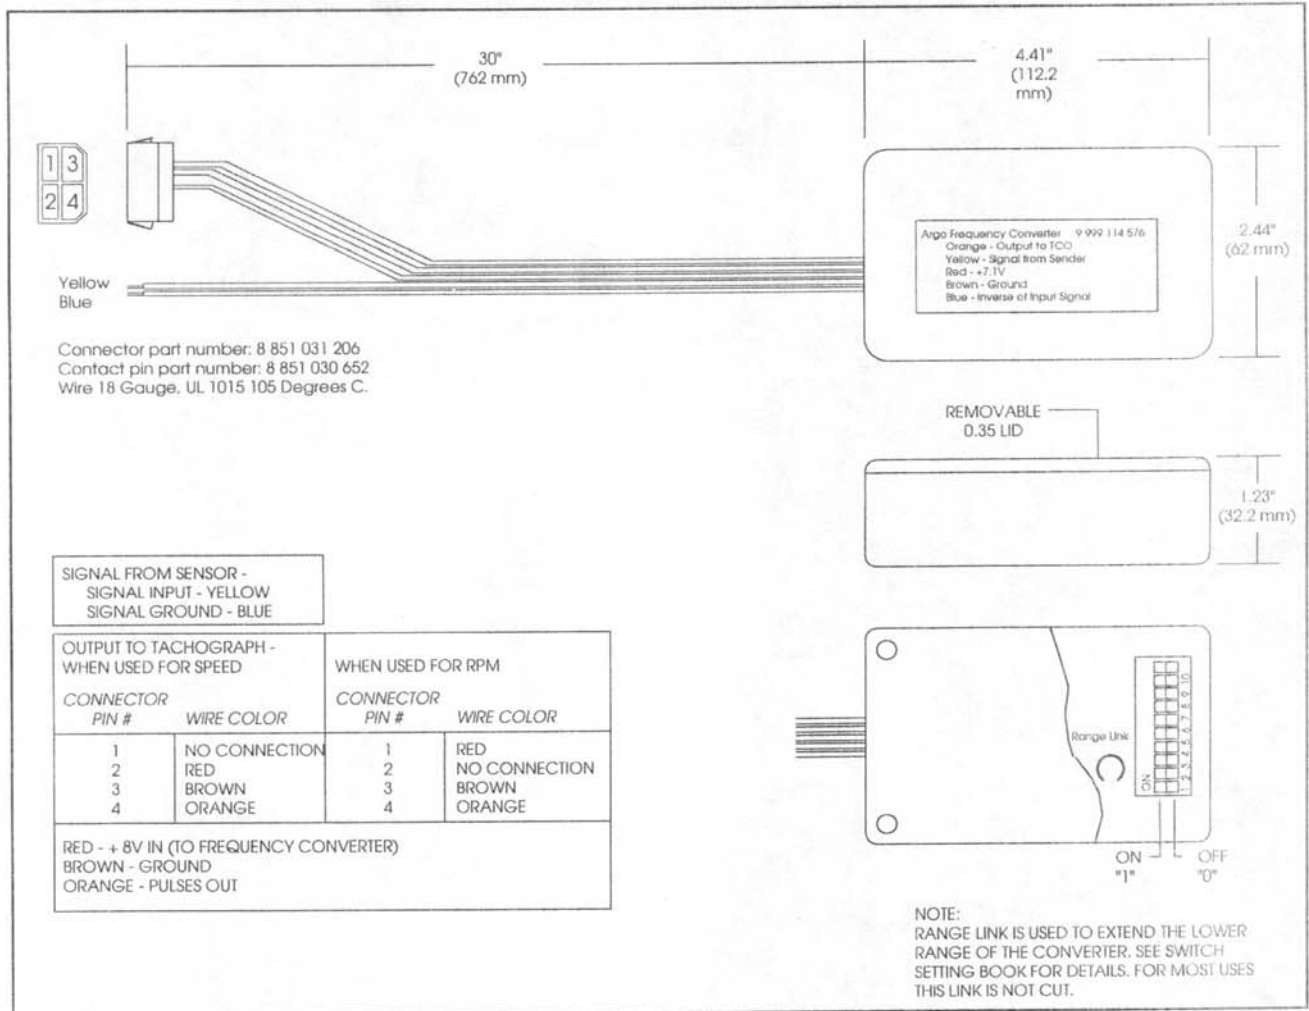 30"
(762 mm)
4.41"
(112.2
mm)
1 3
2 4
2.44"
(62 mm)
Argo Frequency Converter 9 999 114 576
Orange - Output to TCO
Yellow - Signal from Sender
Red - +7.1V
Brown - Ground
Blue - Inverse of Input Signal
Yellow
Blue
Connector part number: 8 851 031 206
Contact pin part number: 8 851 030 652
Wire 18 Gauge, UL 1015 105 Degrees C.
REMOVABLE
0.35 LID
1.23"
(32.2 mm)
SIGNAL FROM SENSOR -
SIGNAL INPUT - YELLOW
SIGNAL GROUND - BLUE
OUTPUT TO TACHOGRAPH -
WHEN USED FOR SPEED WHEN USED FOR RPM
CONNECTOR CONNECTOR
PIN # WIRE COLOR PIN # WIRE COLOR
1 NO CONNECTION 1 RED
2 RED 2 NO CONNECTION
3 BROWN 3 BROWN
4 ORANGE 4 ORANGE
RED - + 8V IN (TO FREQUENCY CONVERTER)
BROWN - GROUND
ORANGE - PULSES OUT
Range Link
ON
1 2 3 4 5 6 7 8 9 10
ON OFF
"1" "0"
NOTE:
RANGE LINK IS USED TO EXTEND THE LOWER
RANGE OF THE CONVERTER. SEE SWITCH
SETTING BOOK FOR DETAILS. FOR MOST USES
THIS LINK IS NOT CUT.